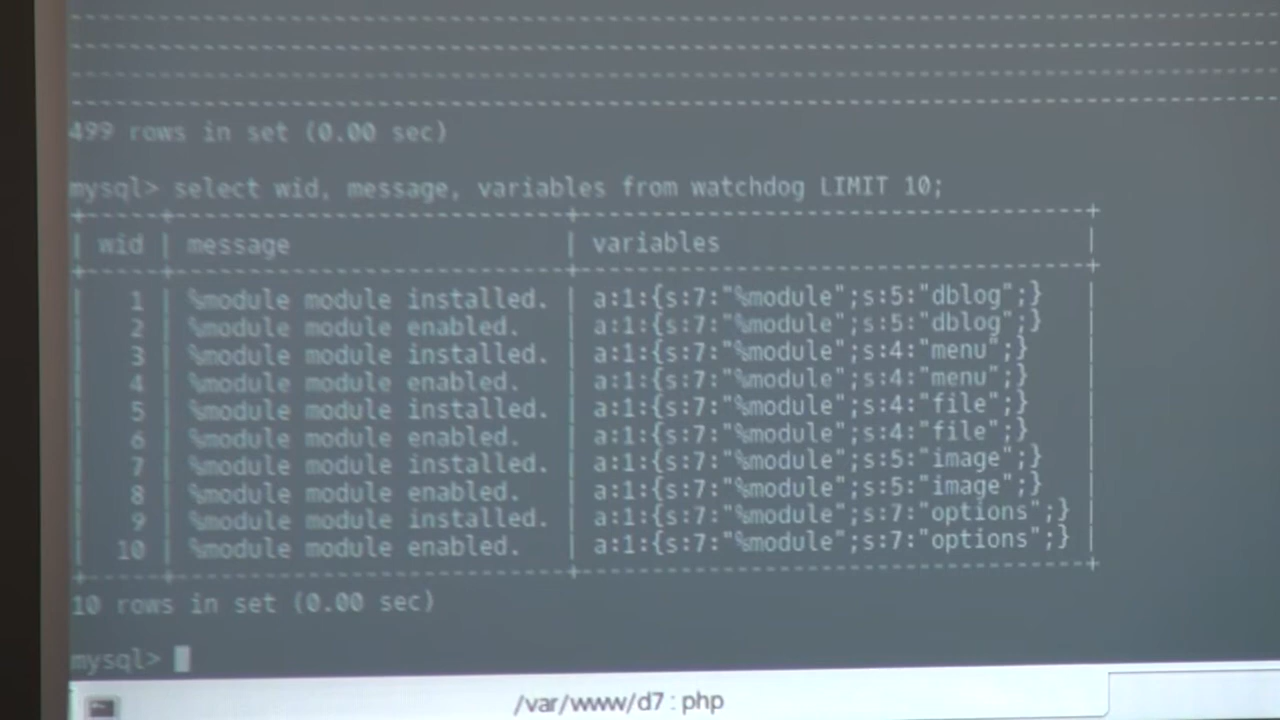 --------------------------------------------------------------------------------
--------------------------------------------------------------------------------
--------------------------------------------------------------------------------
--------------------------------------------------------------------------------
499 rows in set (0.00 sec)
mysql> select wid, message, variables from watchdog LIMIT 10;
+-----+---------------------------+-----------------------------------+
| wid | message | variables |
+-----+---------------------------+-----------------------------------+
| 1 | %module module installed. | a:1:{s:7:"%module";s:5:"dblog";} |
| 2 | %module module enabled. | a:1:{s:7:"%module";s:5:"dblog";} |
| 3 | %module module installed. | a:1:{s:7:"%module";s:4:"menu";} |
| 4 | %module module enabled. | a:1:{s:7:"%module";s:4:"menu";} |
| 5 | %module module installed. | a:1:{s:7:"%module";s:4:"file";} |
| 6 | %module module enabled. | a:1:{s:7:"%module";s:4:"file";} |
| 7 | %module module installed. | a:1:{s:7:"%module";s:5:"image";} |
| 8 | %module module enabled. | a:1:{s:7:"%module";s:5:"image";} |
| 9 | %module module installed. | a:1:{s:7:"%module";s:7:"options";} |
| 10 | %module module enabled. | a:1:{s:7:"%module";s:7:"options";} |
+-----+---------------------------+-----------------------------------+
10 rows in set (0.00 sec)
mysql>
/var/www/d7 : php